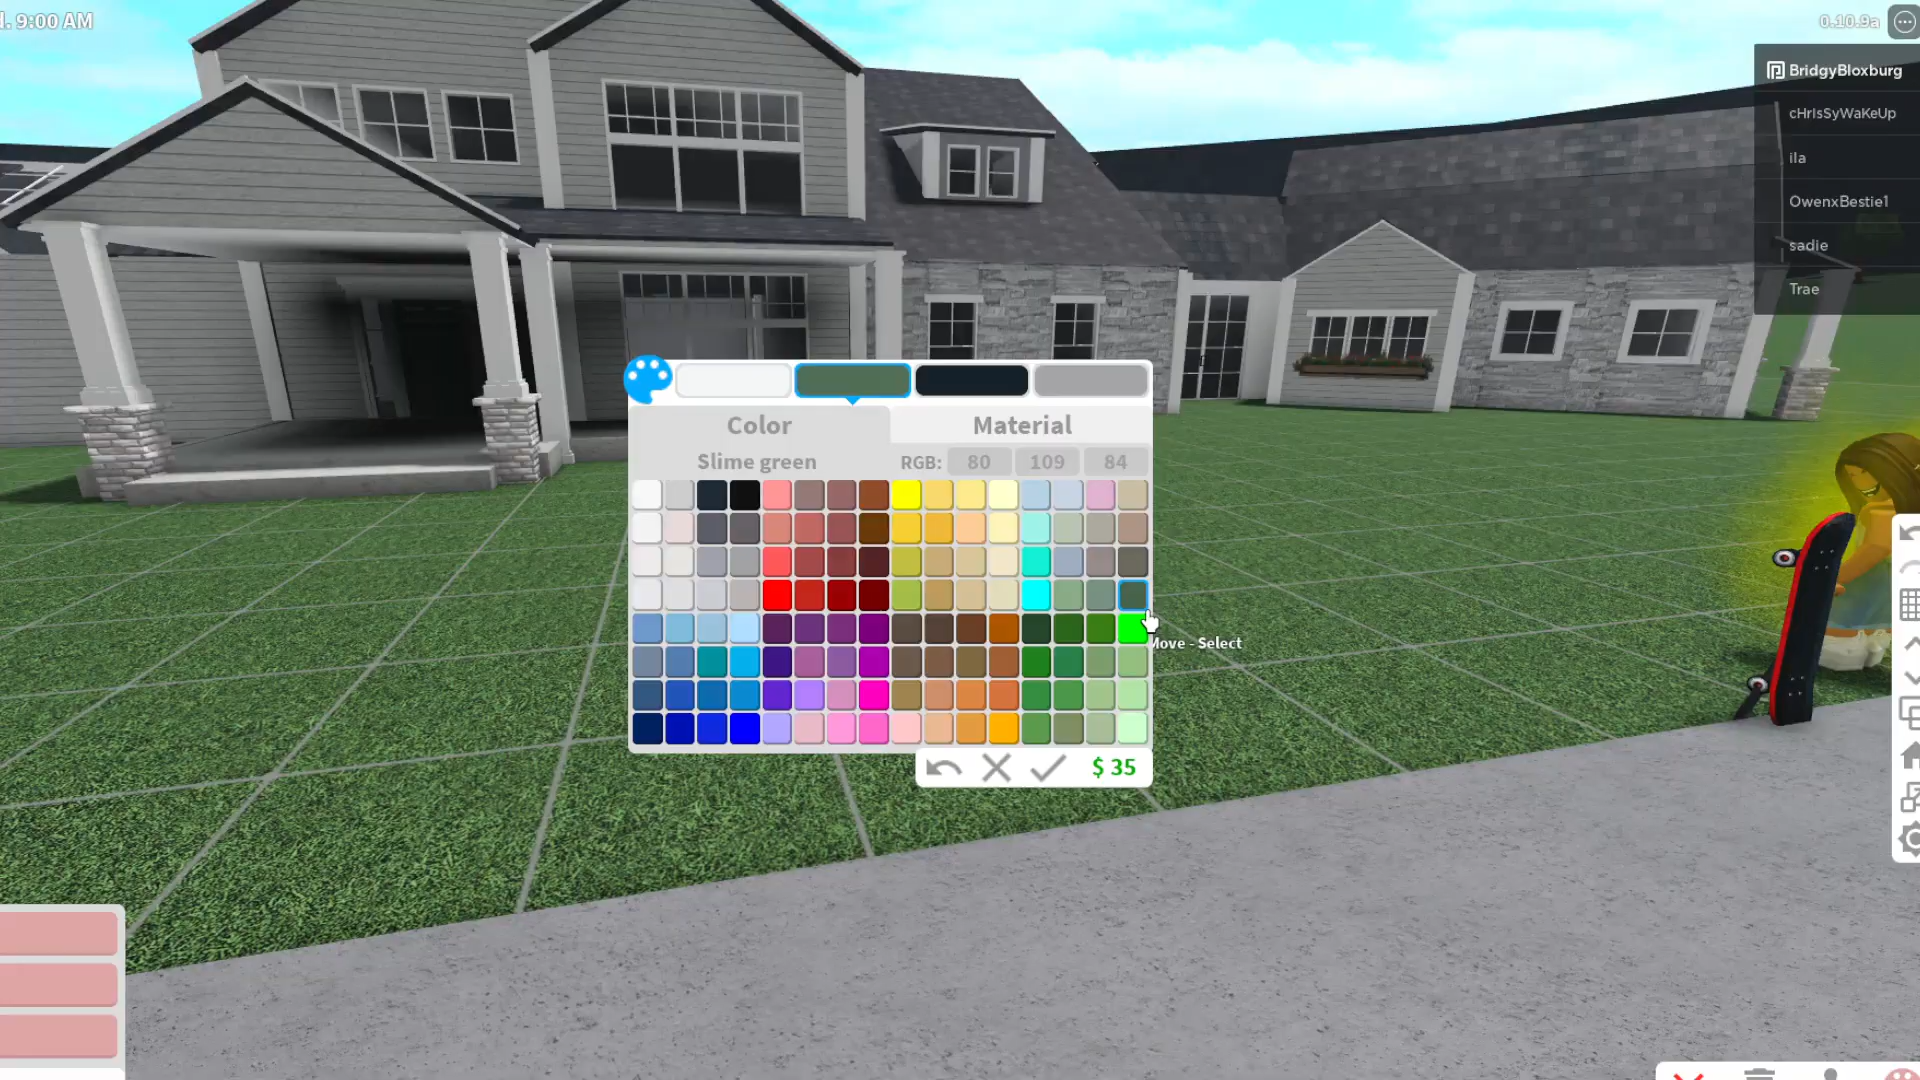 d. 9:00 AM
0.10.9a
BridgyBloxburg
cHrIsSyWaKeUp
ila
OwenxBestie1
sadie
Trae
Color
Material
Slime green
RGB:
80
109
84
Move - Select
$ 35